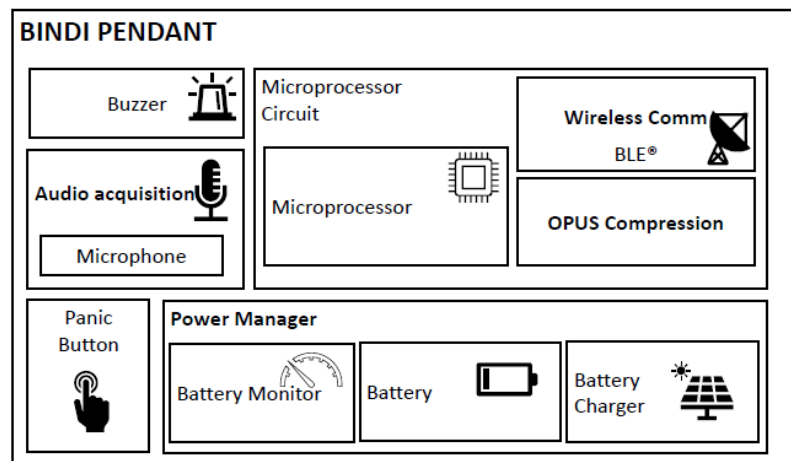 BINDI PENDANT
Buzzer
Microprocessor
Circuit
Wireless Comm
BLE®
Audio acquisition
Microphone
Microprocessor
OPUS Compression
Panic
Button
Power Manager
Battery Monitor
Battery
Battery
Charger